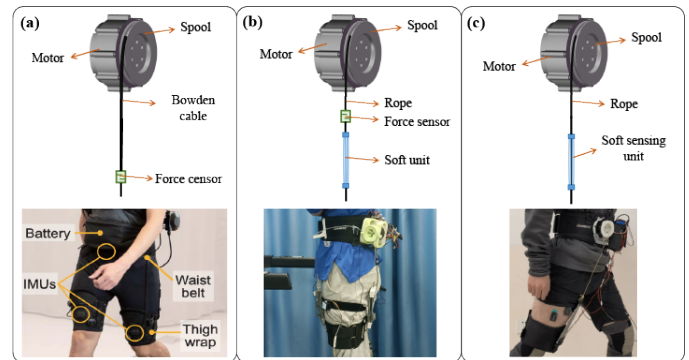 (a)
Spool
Motor
Bowden
cable
Force censor
Battery
IMUs
Waist
belt
Thigh
wrap
(b)
Spool
Motor
Rope
Force sensor
Soft unit
(c)
Spool
Motor
Rope
Soft sensing
unit